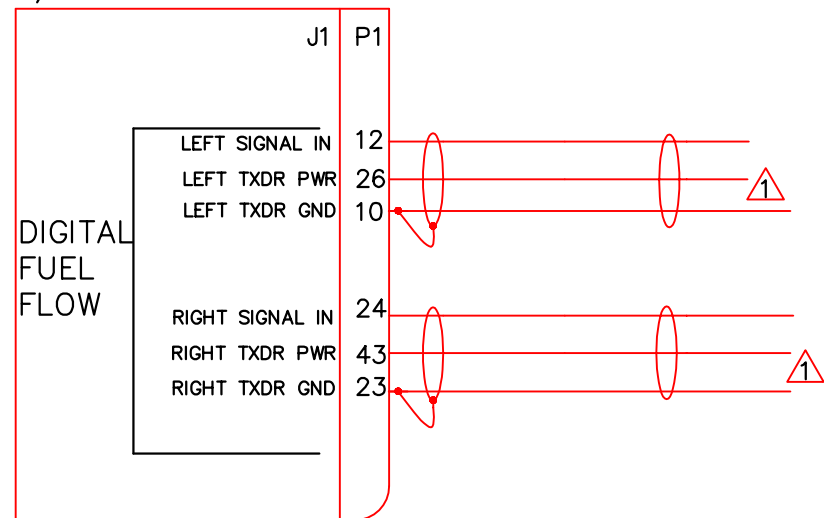 J1 P1
LEFT SIGNAL IN 12
LEFT TXDR PWR 26
1
LEFT TXDR GND 10
DIGITAL
FUEL
FLOW
RIGHT SIGNAL IN 24
RIGHT TXDR PWR 43
1
RIGHT TXDR GND 23